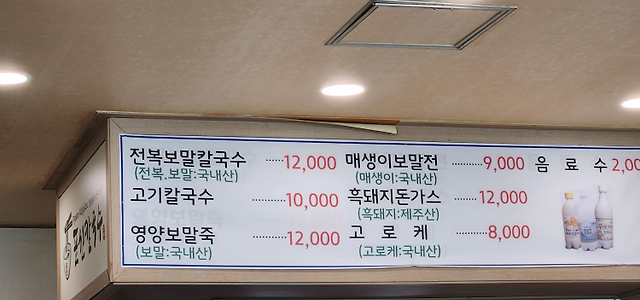 전복보말칼국수 ······12,000
(전복.보말:국내산)
고기칼국수 ··········10,000
영양보말죽 ··········12,000
(보말:국내산)
매생이보말전 ·········9,000
(매생이:국내산)
흑돼지돈가스 ·······12,000
(흑돼지:제주산)
고 로 케 ·········8,000
(고로케:국내산)
음 료 수 2,00